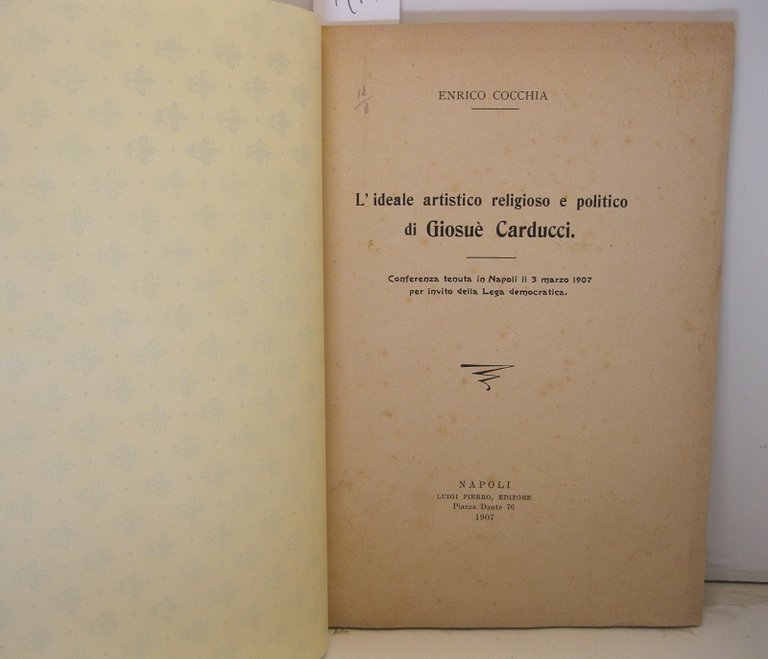 ENRICO COCCHIA
L'ideale artistico religioso e politico
di Giosuè Carducci.
Conferenza tenuta in Napoli il 3 marzo 1907
per invito della Lega democratica.
NAPOLI
LUIGI PIERRO, EDITORE
Piazza Dante 76
1907